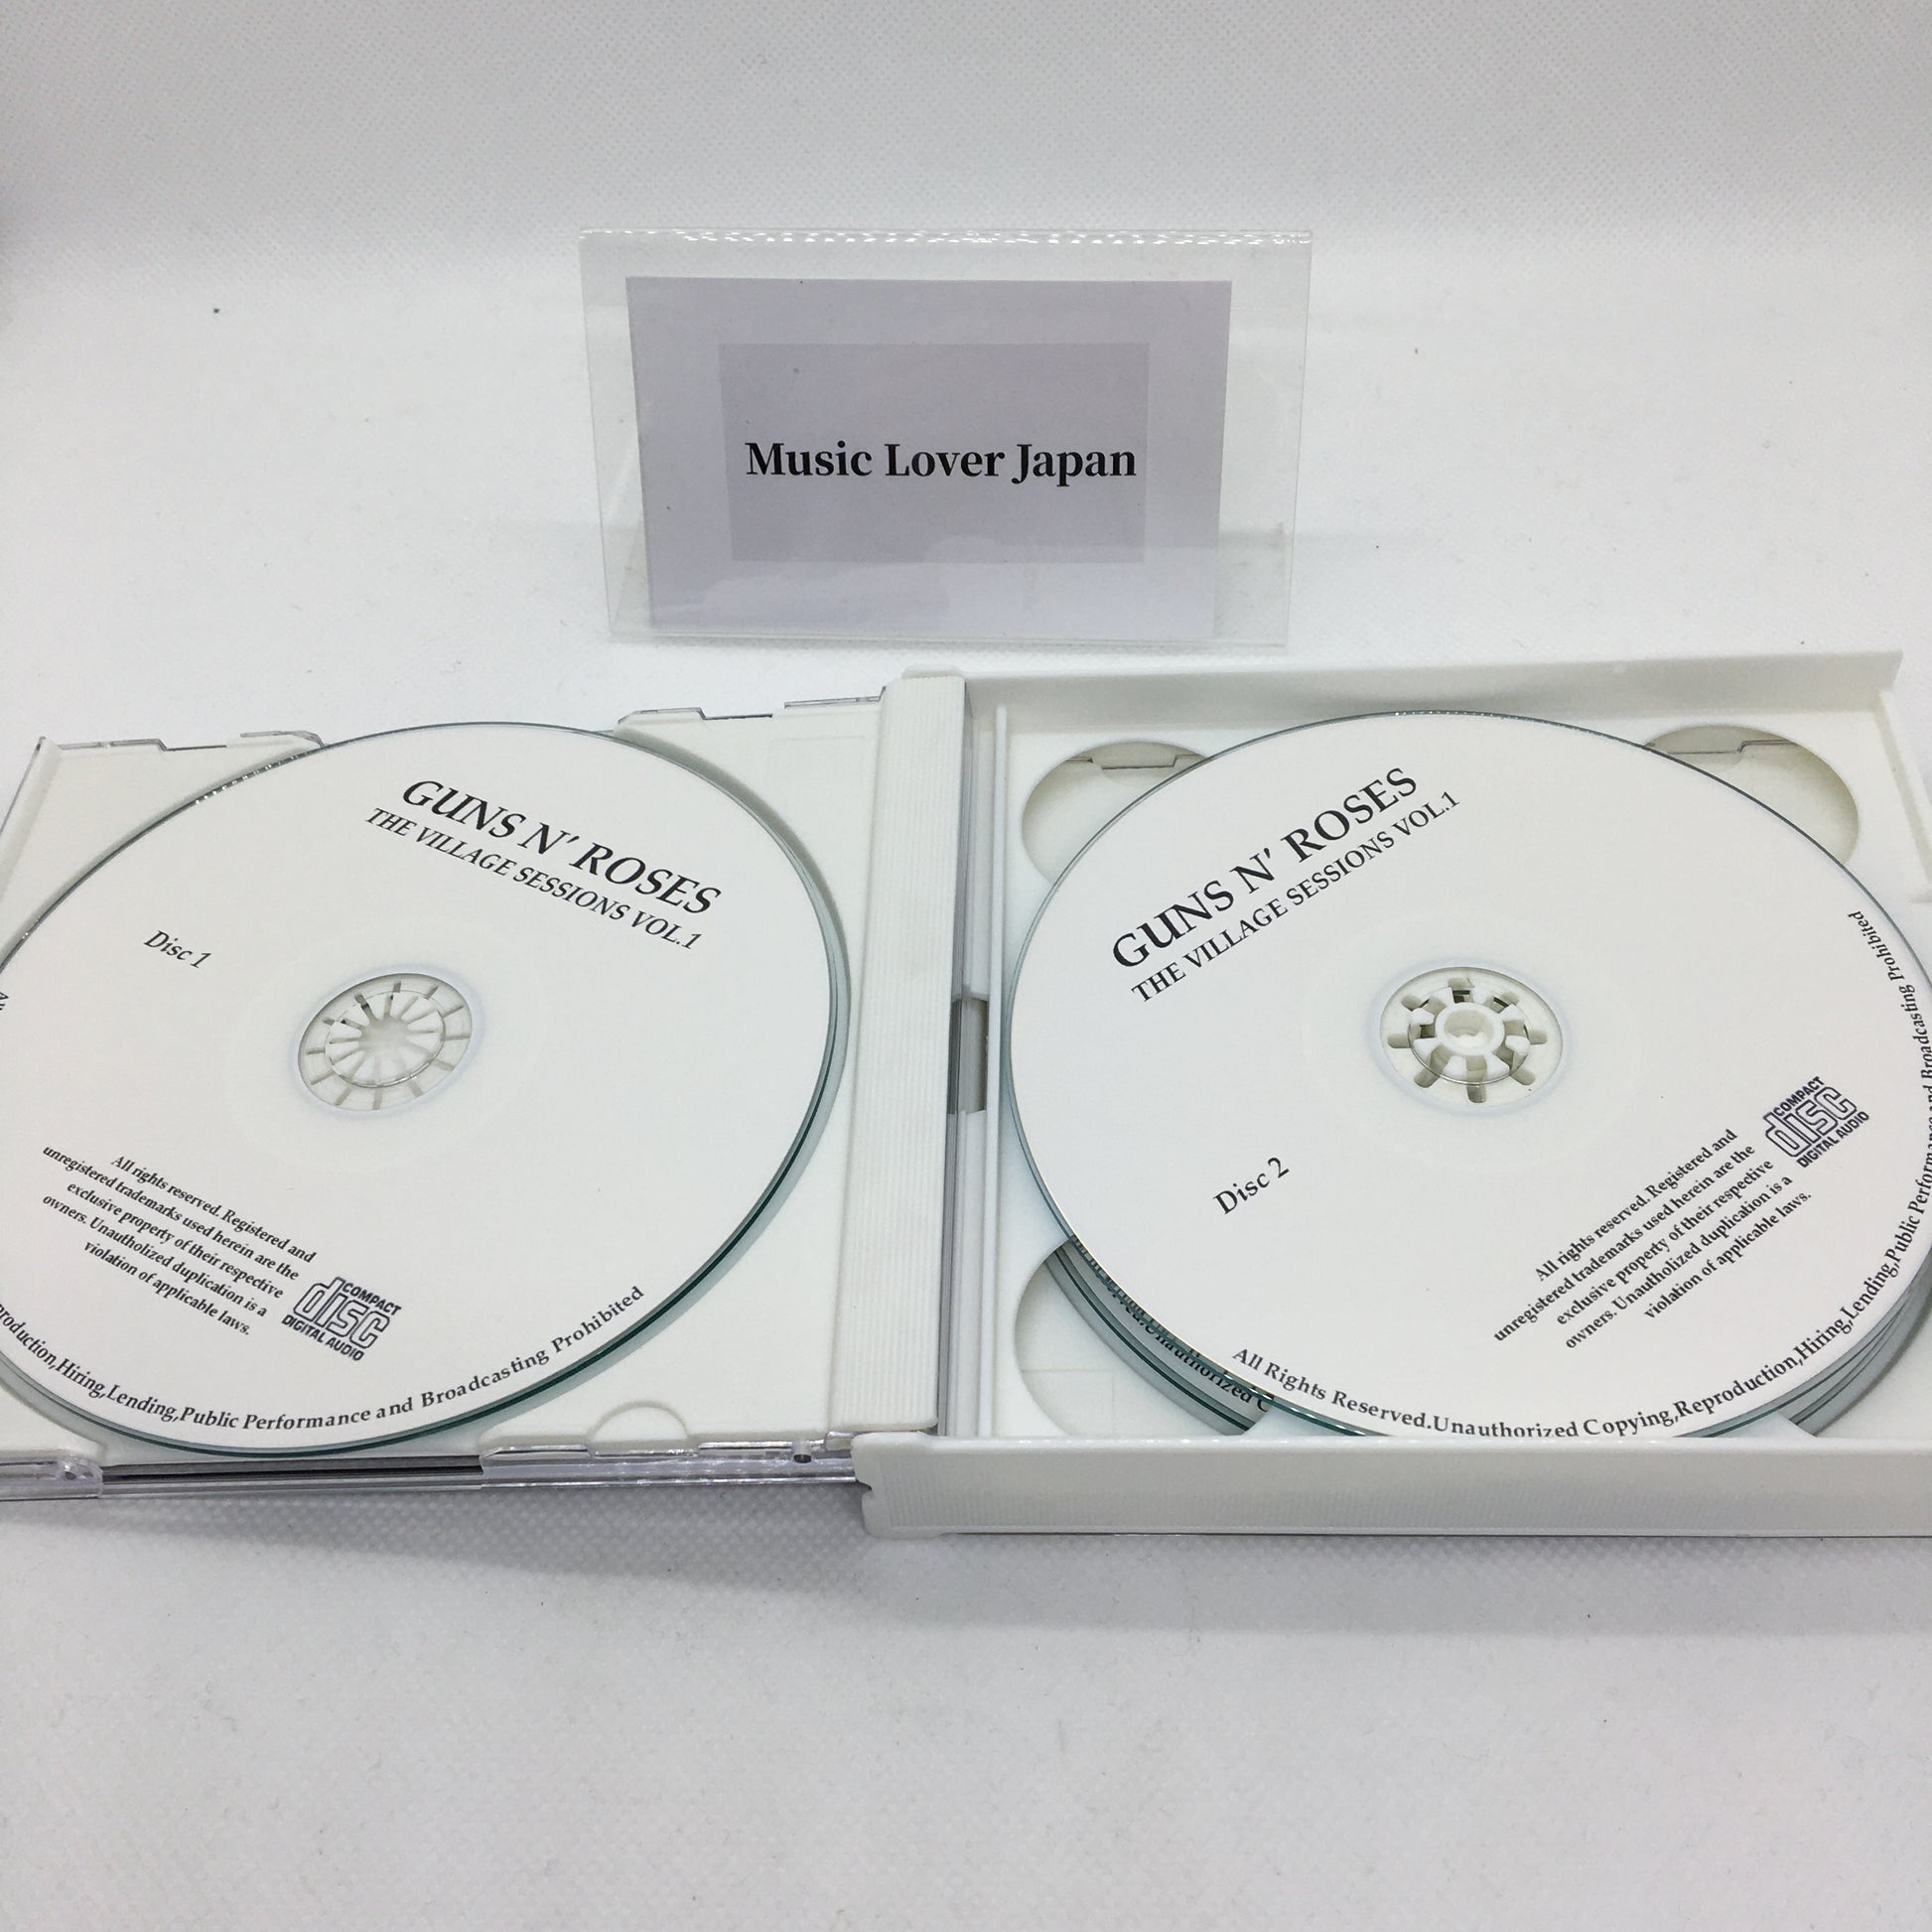 Music Lover Japan
GUNS N' ROSES
THE VILLAGE SESSIONS VOL.1
Disc 1
All rights reserved. Registered and
unregistered trademarks used herein are the
exclusive property of their respective
owners. Unautholized duplication is a
violation of applicable laws.
COMPACT
disc
DIGITAL AUDIO
production,Hiring,Lending,Public Performance and Broadcasting Prohibited
GUNS N' ROSES
THE VILLAGE SESSIONS VOL.1
Disc 2
All rights reserved. Registered and
unregistered trademarks used herein are the
exclusive property of their respective
owners. Unautholized duplication is a
violation of applicable laws.
COMPACT
disc
DIGITAL AUDIO
All Rights Reserved.Unauthorized Copying,Reproduction,Hiring,Lending,Public Performance and Broadcasting Prohibited
Unauthorized C